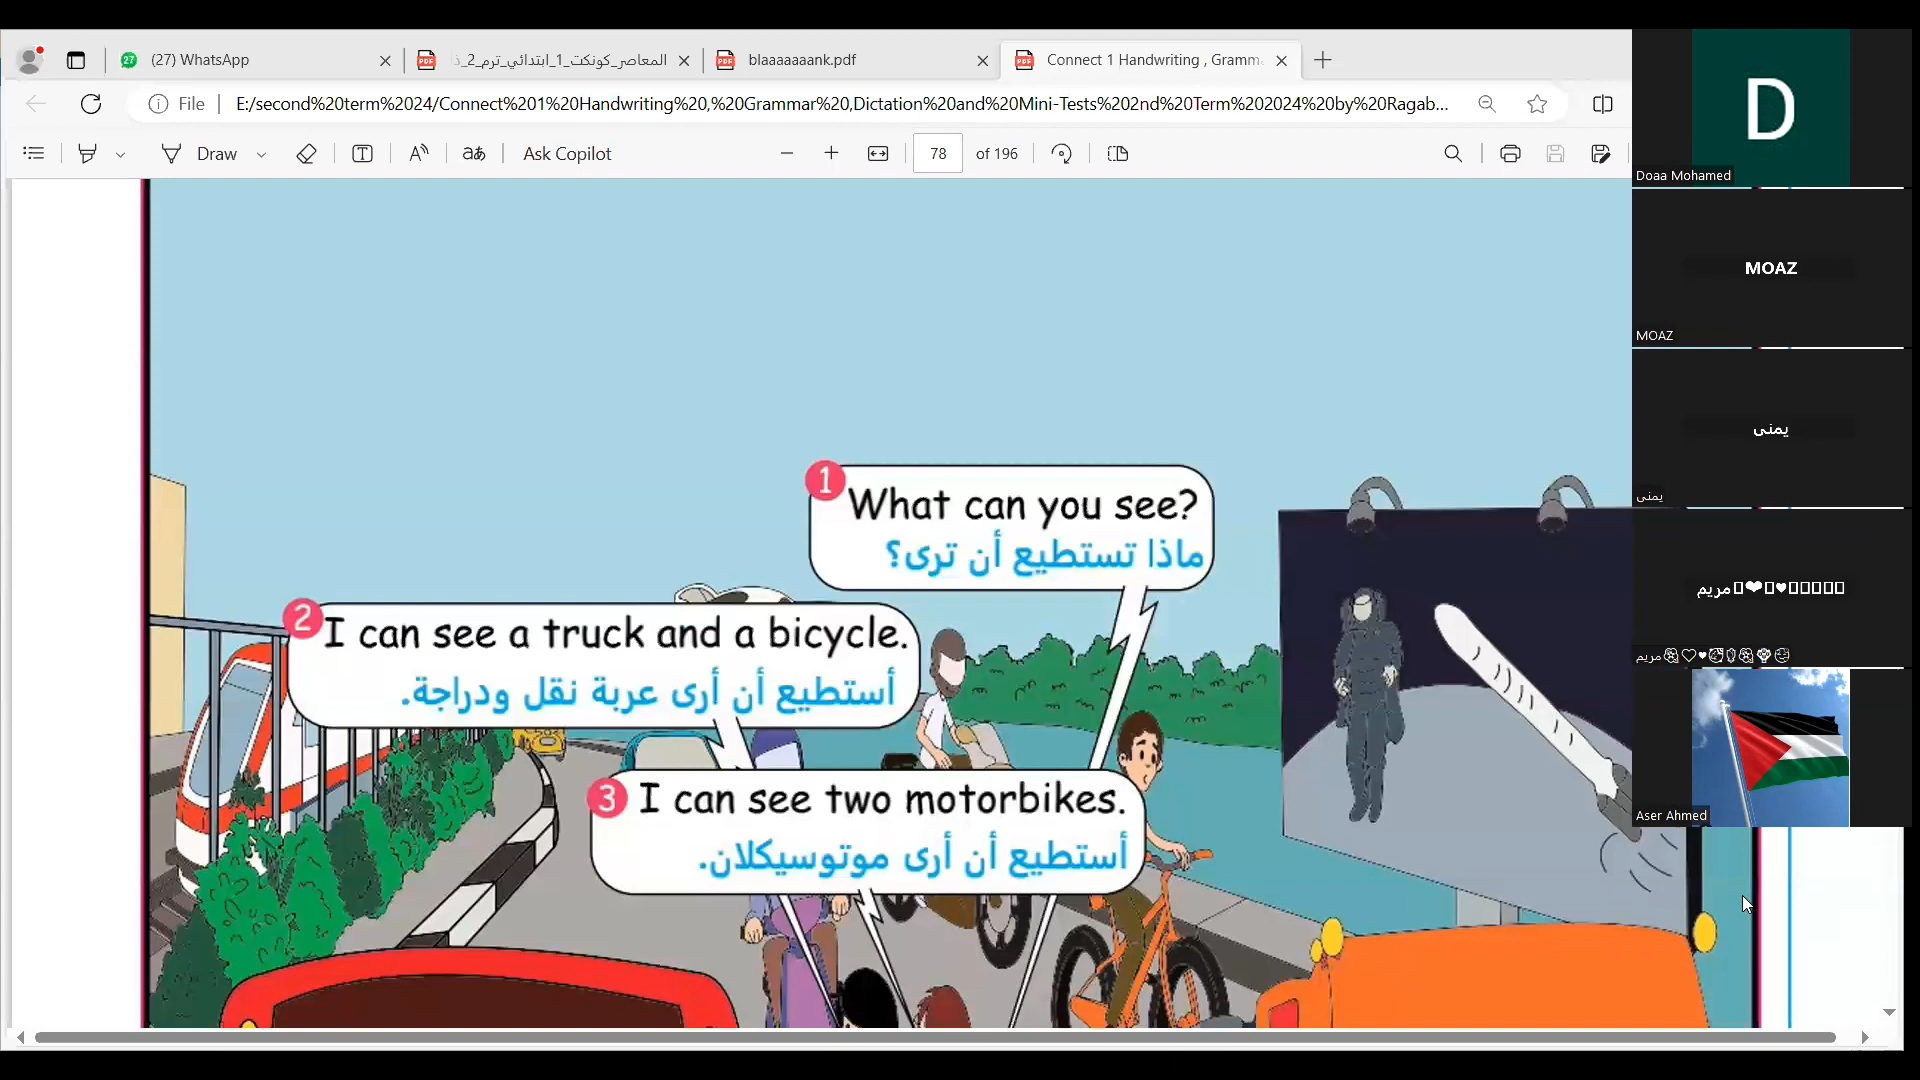 (27) WhatsApp
المعاصر_كونكت_1_ابتدائي_ترم_2_
blaaaaaaank.pdf
Connect 1 Handwriting , Gramm
File
E:/second%20term%2024/Connect%201%20Handwriting%20,%20Grammar%20,Dictation%20and%20Mini-Tests%202nd%20Term%202024%20by%20Ragab...
Draw
Ask Copilot
78
of 196
D
Doaa Mohamed
MOAZ
MOAZ
يمنى
يمنى
مريم
مريم
Aser Ahmed
1
What can you see?
ماذا تستطيع أن ترى؟
2
I can see a truck and a bicycle.
أستطيع أن أرى عربة نقل ودراجة.
3
I can see two motorbikes.
أستطيع أن أرى موتوسيكلان.